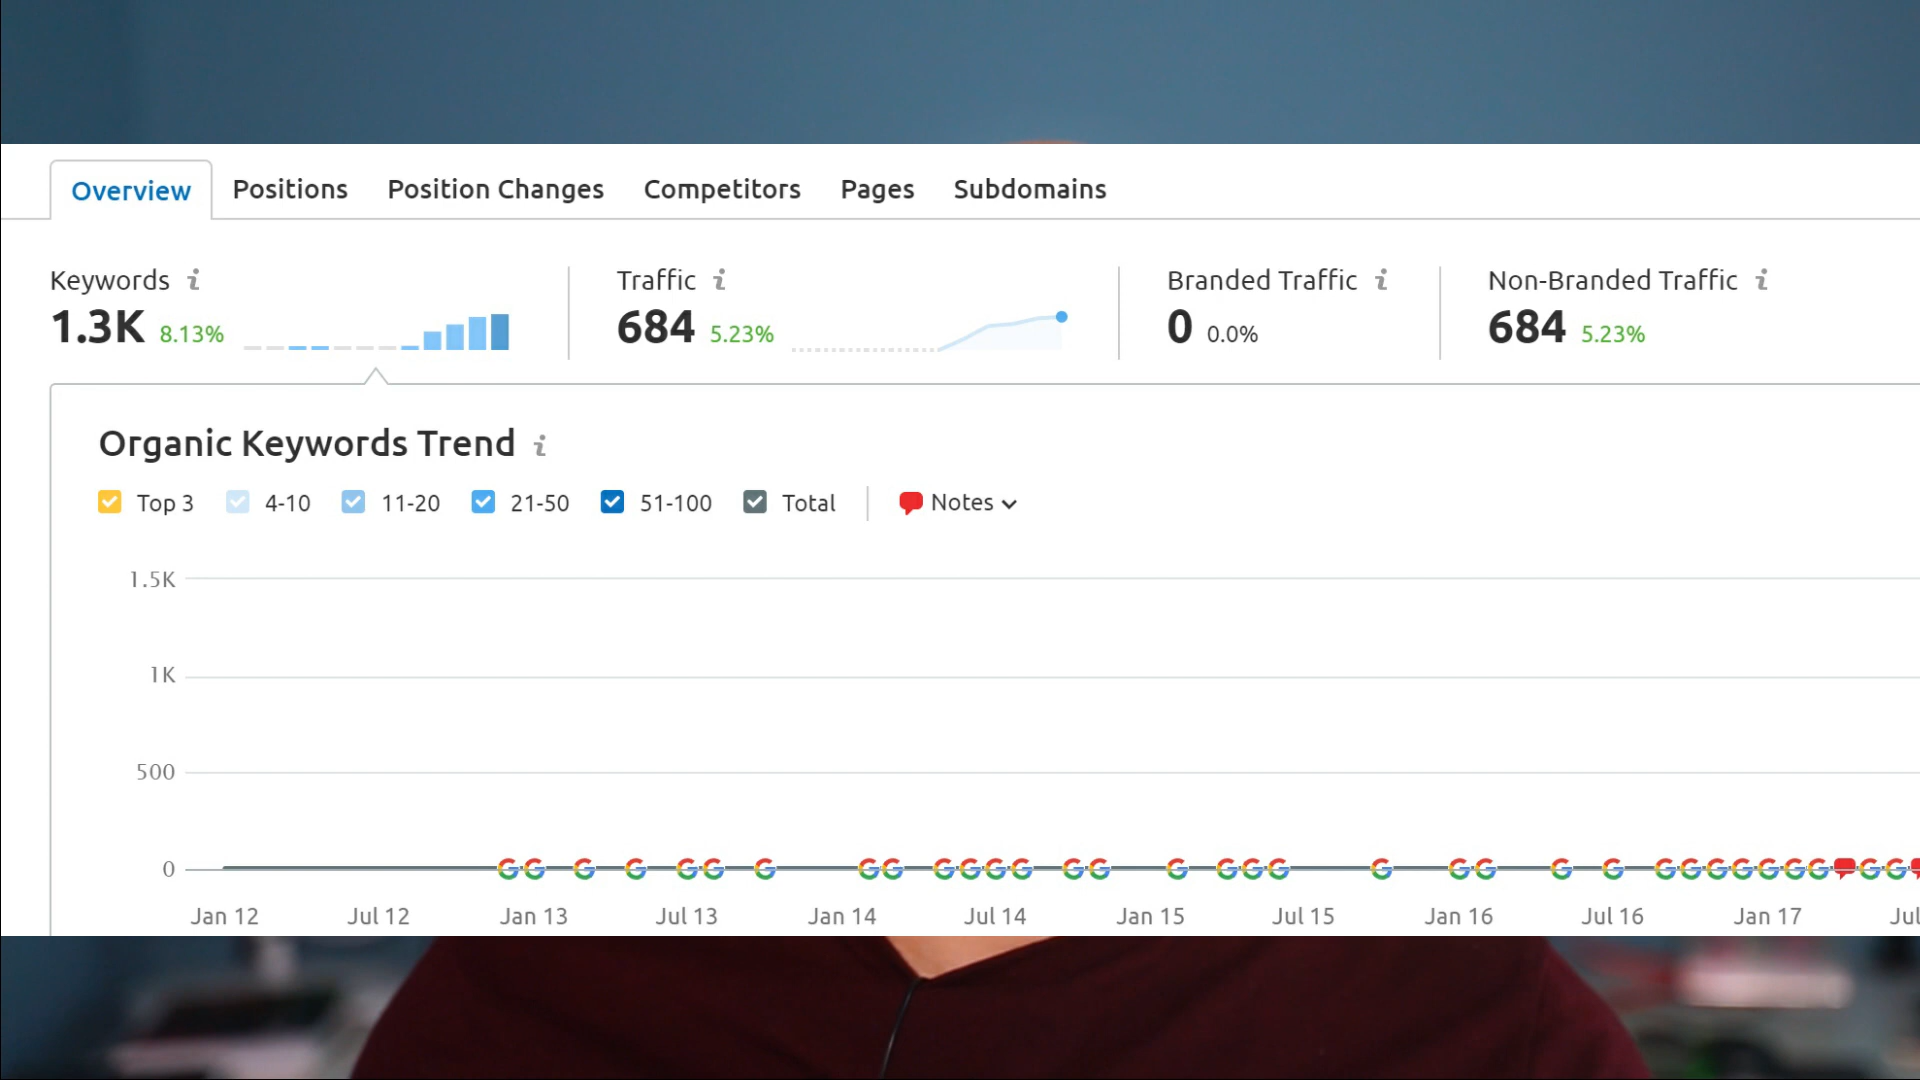 Overview Positions Position Changes Competitors Pages Subdomains
Keywords i Traffic i Branded Traffic i Non-Branded Traffic i
1.3K 8.13% 684 5.23% 0 0.0% 684 5.23%
Organic Keywords Trend i
Top 3 4-10 11-20 21-50 51-100 Total Notes
1.5K
1K
500
0
Jan 12 Jul 12 Jan 13 Jul 13 Jan 14 Jul 14 Jan 15 Jul 15 Jan 16 Jul 16 Jan 17 Jul